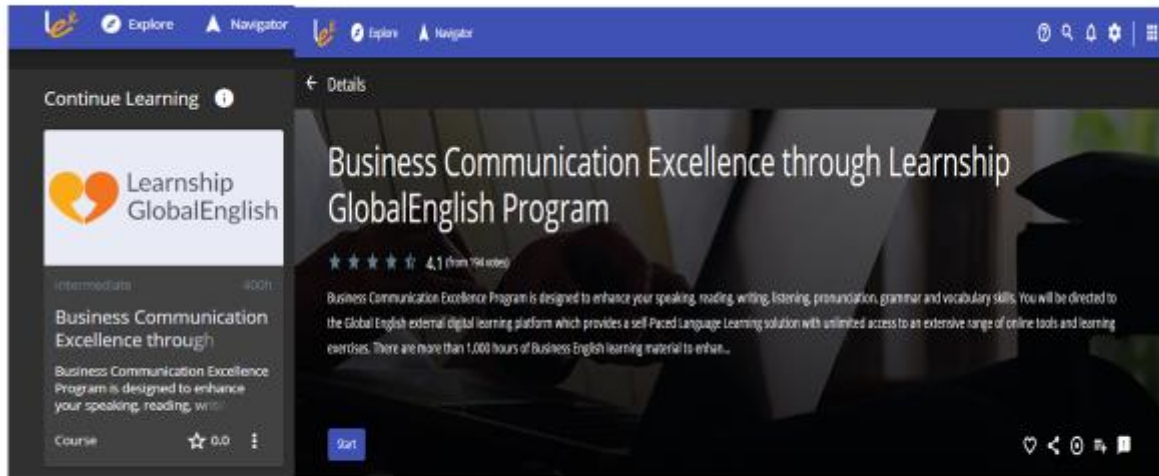 Explore Navigator
Continue Learning
Learnship
GlobalEnglish
Intermediate 400h
Business Communication
Excellence through
Business Communication Excellence
Program is designed to enhance
your speaking, reading,
Course 0.0
Explore Navigator
Details
Business Communication Excellence through Learnship
GlobalEnglish Program
4.1 (from 194 votes)
Business Communication Excellence Program is designed to enhance your speaking, reading, writing, listening, pronunciation, grammar and vocabulary skills. You will be directed to
the Global English external digital learning platform which provides a self-Paced Language Learning solution with unlimited access to an extensive range of online tools and learning
exercises. There are more than 1,000 hours of Business English learning material to enhan...
Start